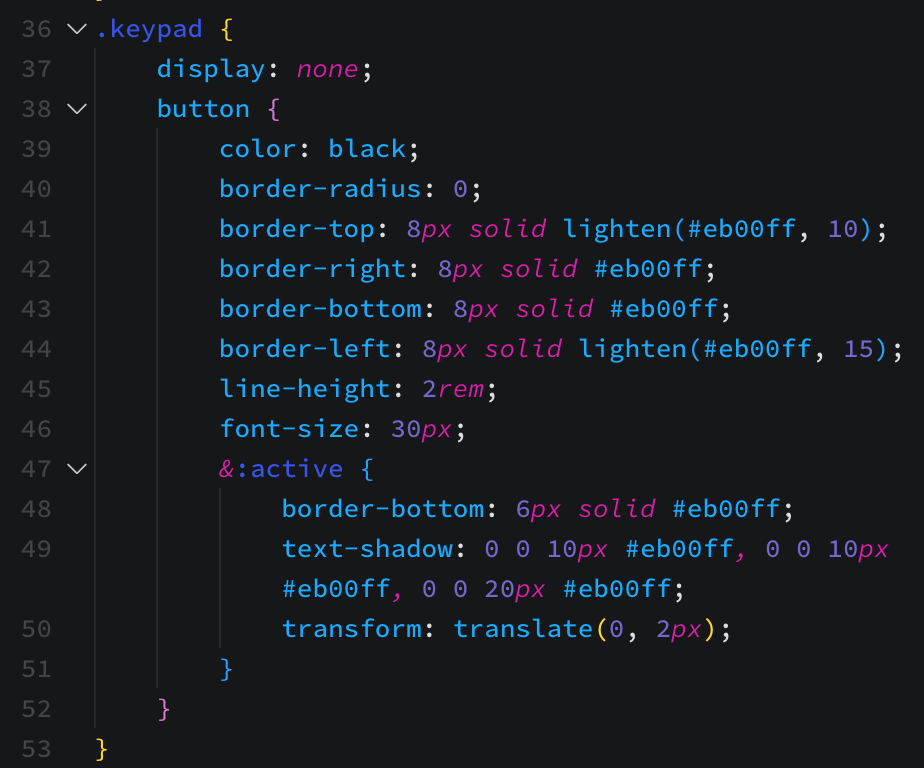 36 .keypad {
37 display: none;
38 button {
39 color: black;
40 border-radius: 0;
41 border-top: 8px solid lighten(#eb00ff, 10);
42 border-right: 8px solid #eb00ff;
43 border-bottom: 8px solid #eb00ff;
44 border-left: 8px solid lighten(#eb00ff, 15);
45 line-height: 2rem;
46 font-size: 30px;
47 &:active {
48 border-bottom: 6px solid #eb00ff;
49 text-shadow: 0 0 10px #eb00ff, 0 0 10px
#eb00ff, 0 0 20px #eb00ff;
50 transform: translate(0, 2px);
51 }
52 }
53 }